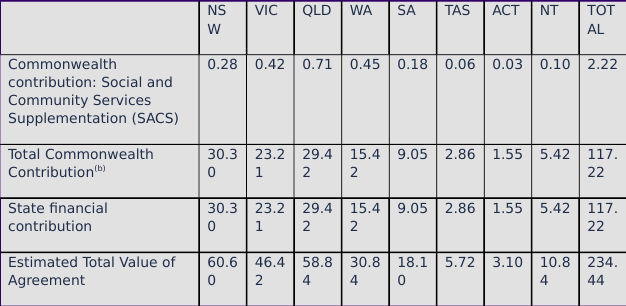 NSW VIC QLD WA SA TAS ACT NT TOTAL
Commonwealth contribution: Social and Community Services Supplementation (SACS) 0.28 0.42 0.71 0.45 0.18 0.06 0.03 0.10 2.22
Total Commonwealth Contribution(b) 30.30 23.21 29.42 15.42 9.05 2.86 1.55 5.42 117.22
State financial contribution 30.30 23.21 29.42 15.42 9.05 2.86 1.55 5.42 117.22
Estimated Total Value of Agreement 60.60 46.42 58.84 30.84 18.10 5.72 3.10 10.84 234.44